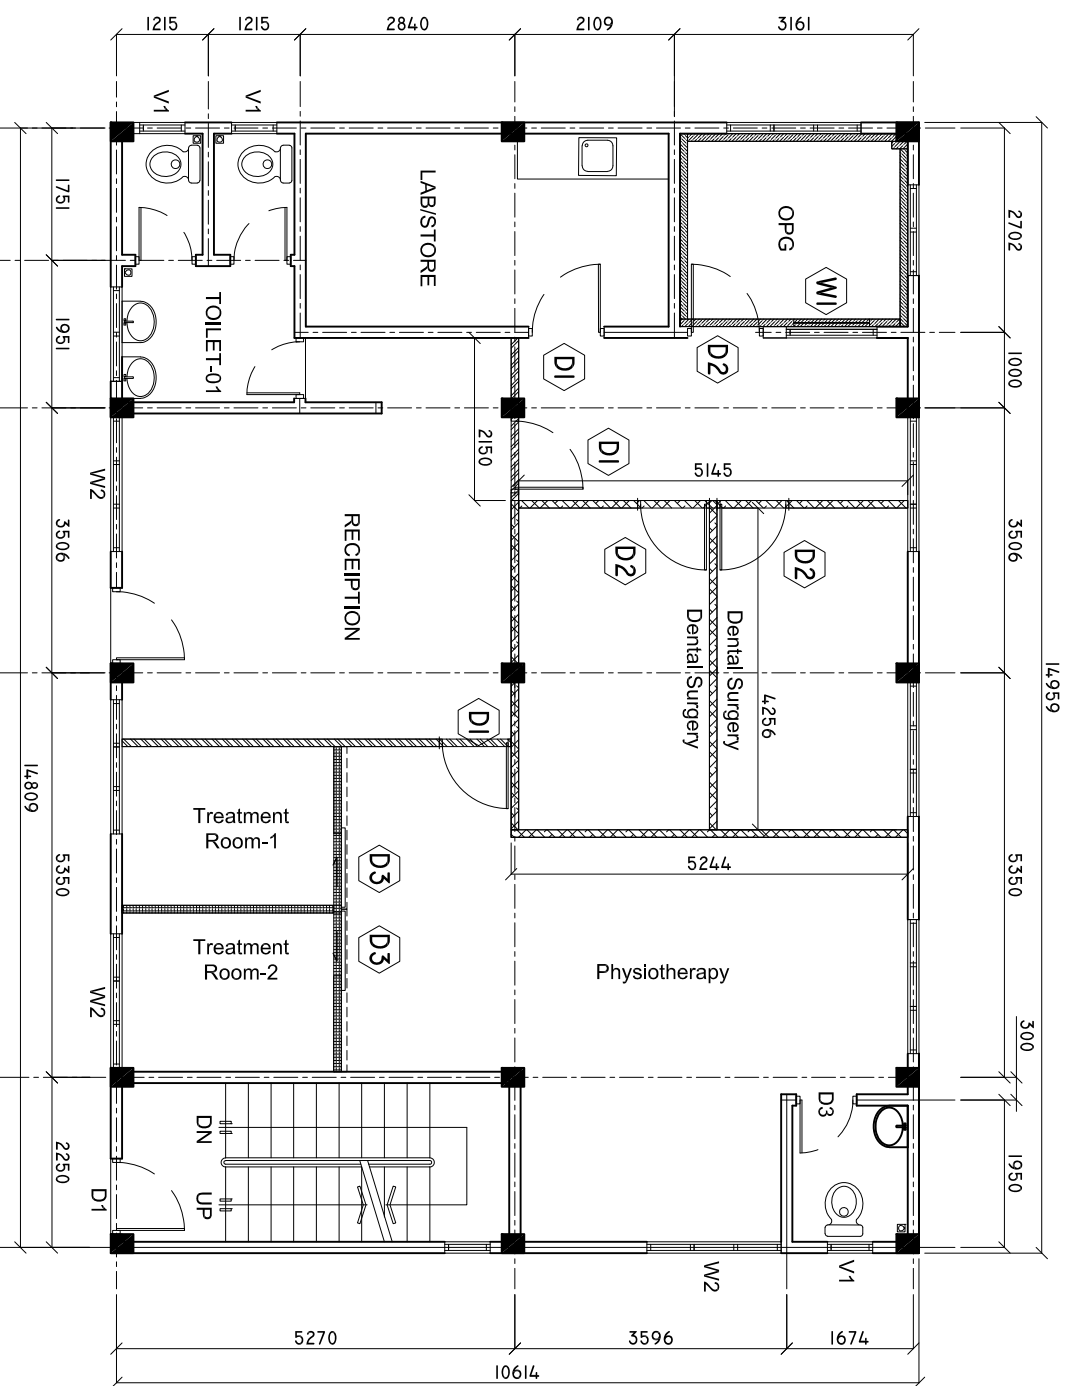 1215
1215
2840
2109
3161
V1
V1
1751
1951
3506
5350
2250
14809
2702
1000
3506
5350
300
1950
14959
LAB/STORE
OPG
W1
TOILET-01
D1
D2
2150
D1
5145
W2
RECEIPTION
D2
D2
Dental Surgery
Dental Surgery
4256
D1
Treatment
Room-1
D3
5244
D3
Treatment
Room-2
Physiotherapy
W2
DN
UP
D1
D3
W2
V1
5270
3596
1674
10614